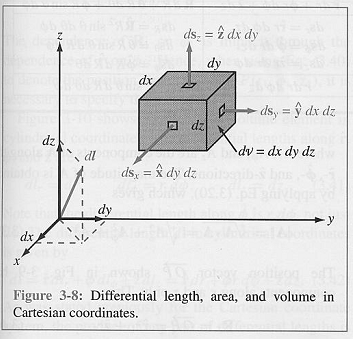 z
ds_z = ẑ dx dy
dy
dx
ds_y = ŷ dx dz
dz
dz
dl
dv = dx dy dz
ds_x = x̂ dy dz
dy
y
dx
x
Figure 3-8: Differential length, area, and volume in
Cartesian coordinates.